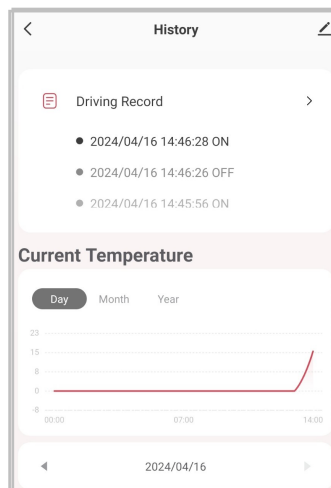 History
Driving Record
2024/04/16 14:46:28 ON
2024/04/16 14:46:26 OFF
2024/04/16 14:45:56 ON
Current Temperature
Day Month Year
23
15
8
0
-8
00:00 07:00 14:00
2024/04/16